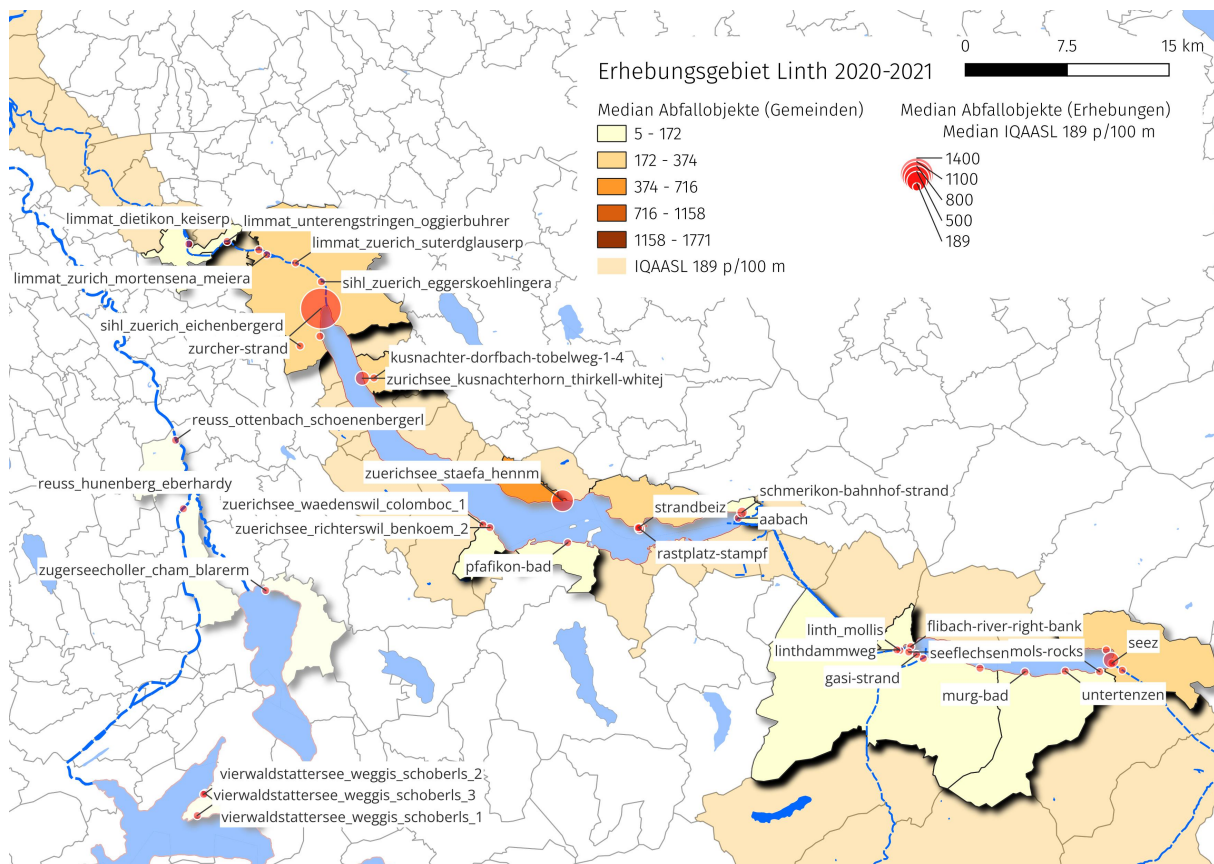 0 7.5 15 km
Erhebungsgebiet Linth 2020-2021
Median Abfallobjekte (Gemeinden)
5 - 172
172 - 374
374 - 716
716 - 1158
1158 - 1771
IQAASL 189 p/100 m
Median Abfallobjekte (Erhebungen)
Median IQAASL 189 p/100 m
1400
1100
800
500
189
limmat_dietikon_keiserp
limmat_unterengstringen_oggierbuhrer
limmat_zuerich_suterdglauserp
limmat_zurich_mortensena_meiera
sihl_zuerich_eggerskoehlingera
sihl_zuerich_eichenbergerd
zurcher-strand
kusnachter-dorfbach-tobelweg-1-4
zurichsee_kusnachterhorn_thirkell-whitej
reuss_ottenbach_schoenenbergerl
zuerichsee_staefa_hennm
reuss_hunenberg_eberhardy
zuerichsee_waedenswil_colomboc_1
zuerichsee_richterswil_benkoem_2
strandbeiz
schmerikon-bahnhof-strand
aabach
rastplatz-stampf
pfafikon-bad
zugerseecholler_cham_blarerm
linth_mollis
flibach-river-right-bank
linthdammweg
seeflechsen
mols-rocks
seez
gasi-strand
murg-bad
untertenzen
vierwaldstattersee_weggis_schoberls_2
vierwaldstattersee_weggis_schoberls_3
vierwaldstattersee_weggis_schoberls_1